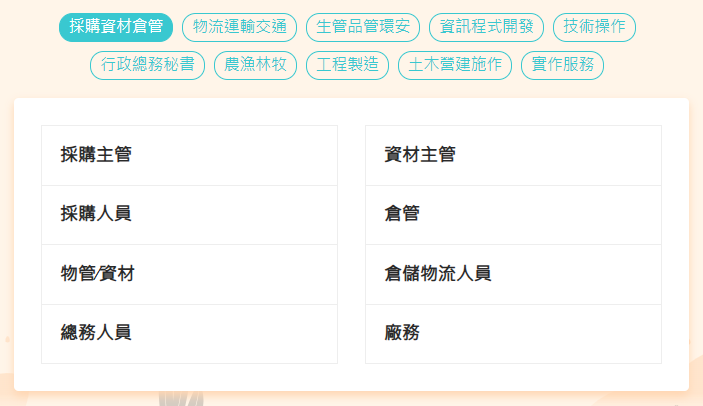 採購資材倉管 物流運輸交通 生管品管環安 資訊程式開發 技術操作
行政總務秘書 農漁林牧 工程製造 土木營建施作 實作服務
採購主管 資材主管
採購人員 倉管
物管/資材 倉儲物流人員
總務人員 廠務